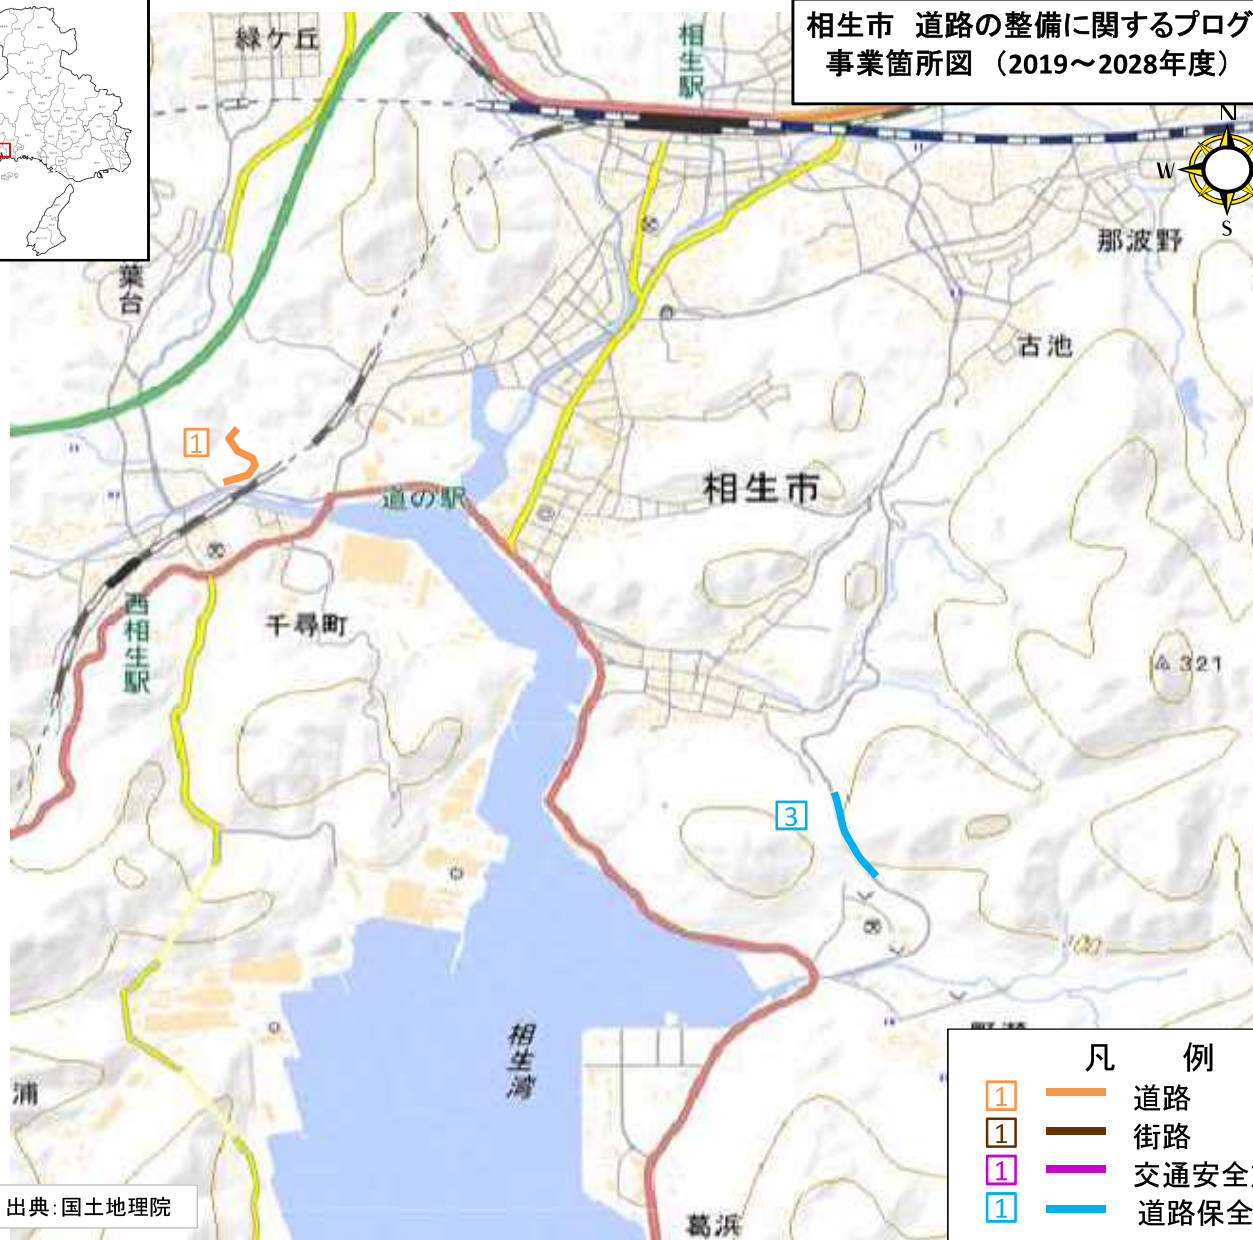 相生市 道路の整備に関するプログ
事業箇所図 （2019～2028年度）
緑ケ丘
相生駅
N
W
S
那波野
葉台
古池
1
道の駅
相生市
西相生駅
千尋町
321
3
相生湾
浦
葛浜
出典：国土地理院
凡 例
1 道路
1 街路
1 交通安全
1 道路保全